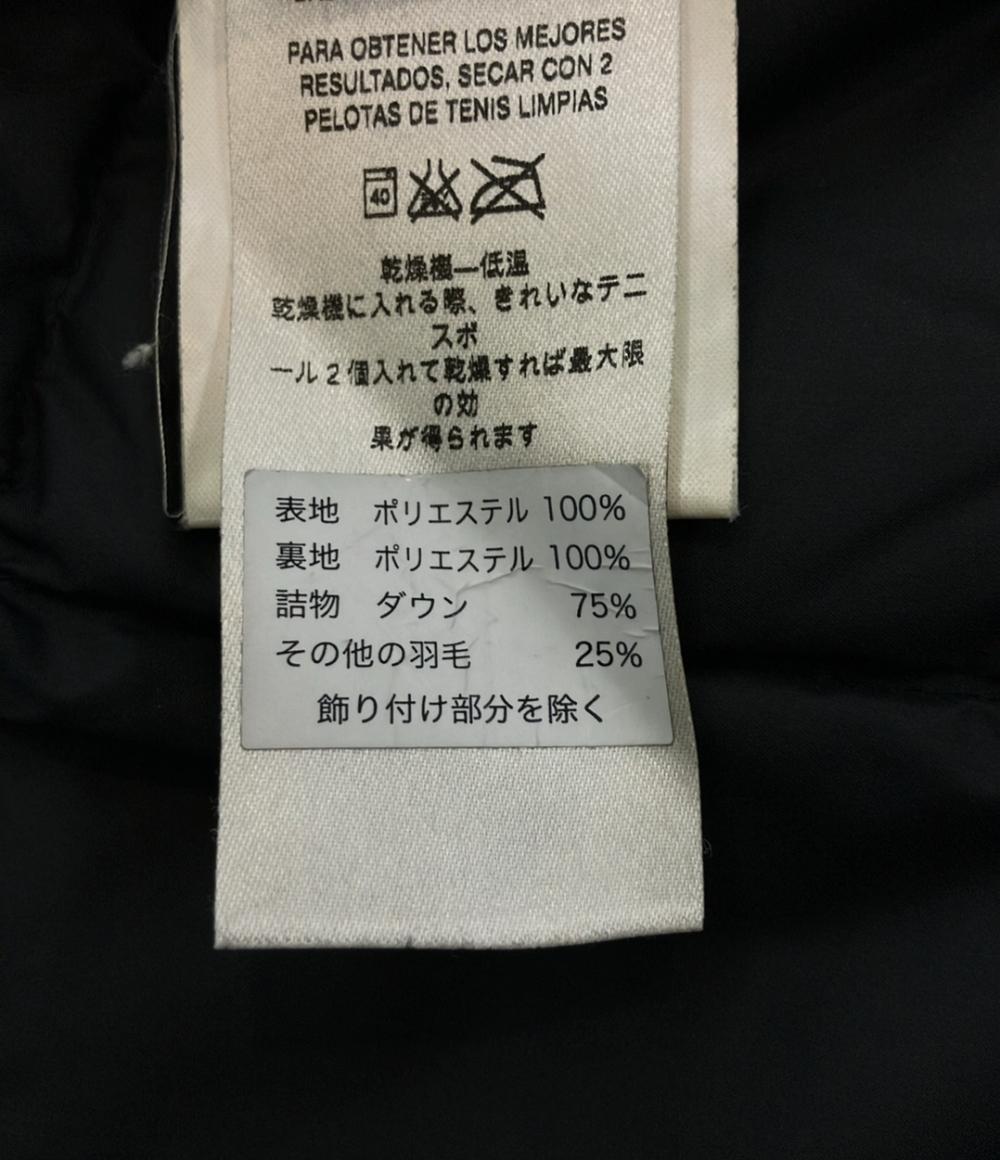 PARA OBTENER LOS MEJORES
RESULTADOS, SECAR CON 2
PELOTAS DE TENIS LIMPIAS
40
乾燥機—低温
乾燥機に入れる際、きれいなテニ
スボ
ール2個入れて乾燥すれば最大限
の効
果が得られます
表地 ポリエステル 100%
裏地 ポリエステル 100%
詰物 ダウン 75%
その他の羽毛 25%
飾り付け部分を除く